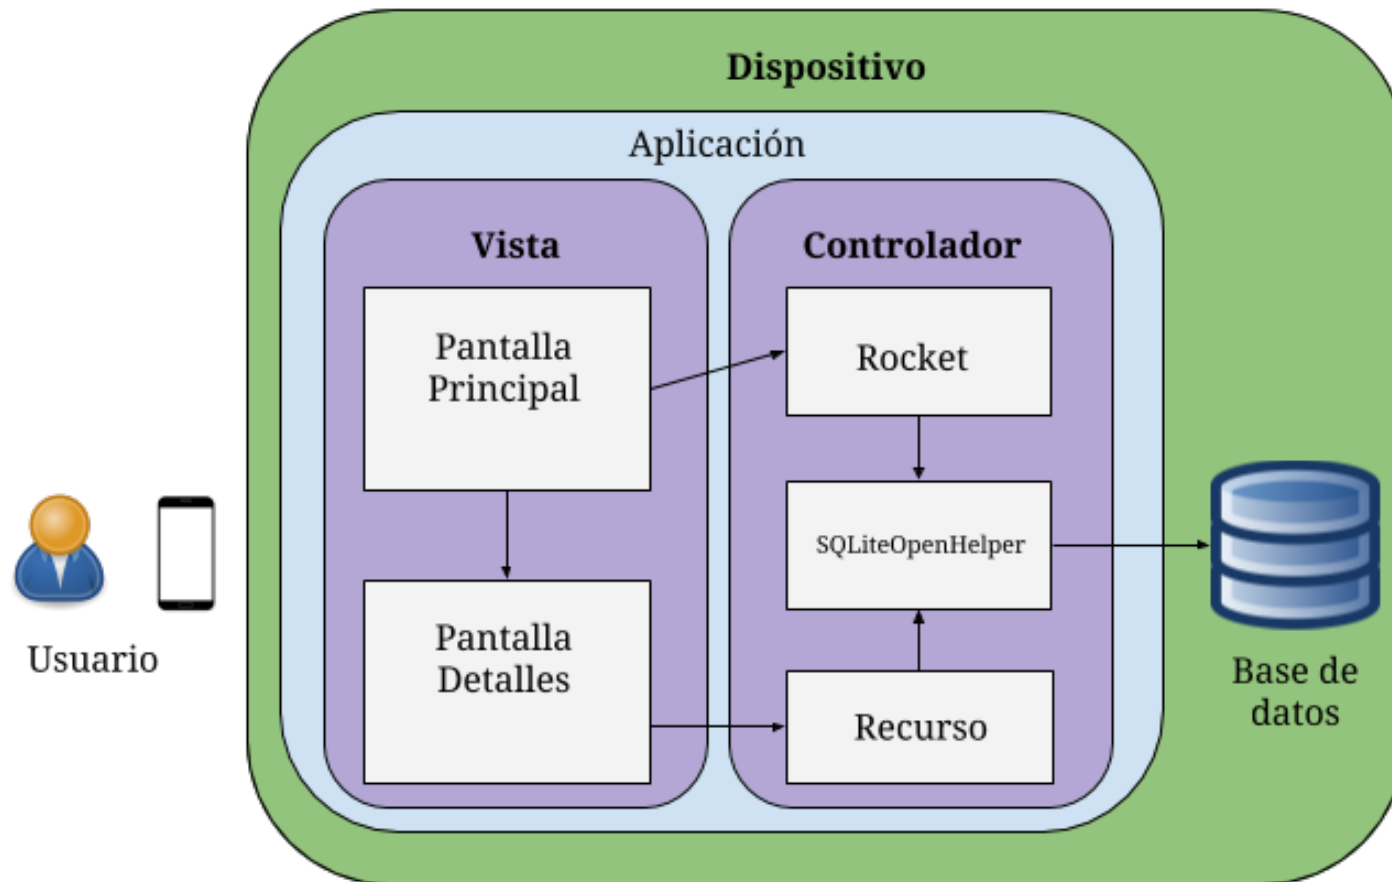 Dispositivo
Aplicación
Vista
Controlador
Pantalla
Principal
Rocket
SQLiteOpenHelper
Pantalla
Detalles
Recurso
Usuario
Base de
datos